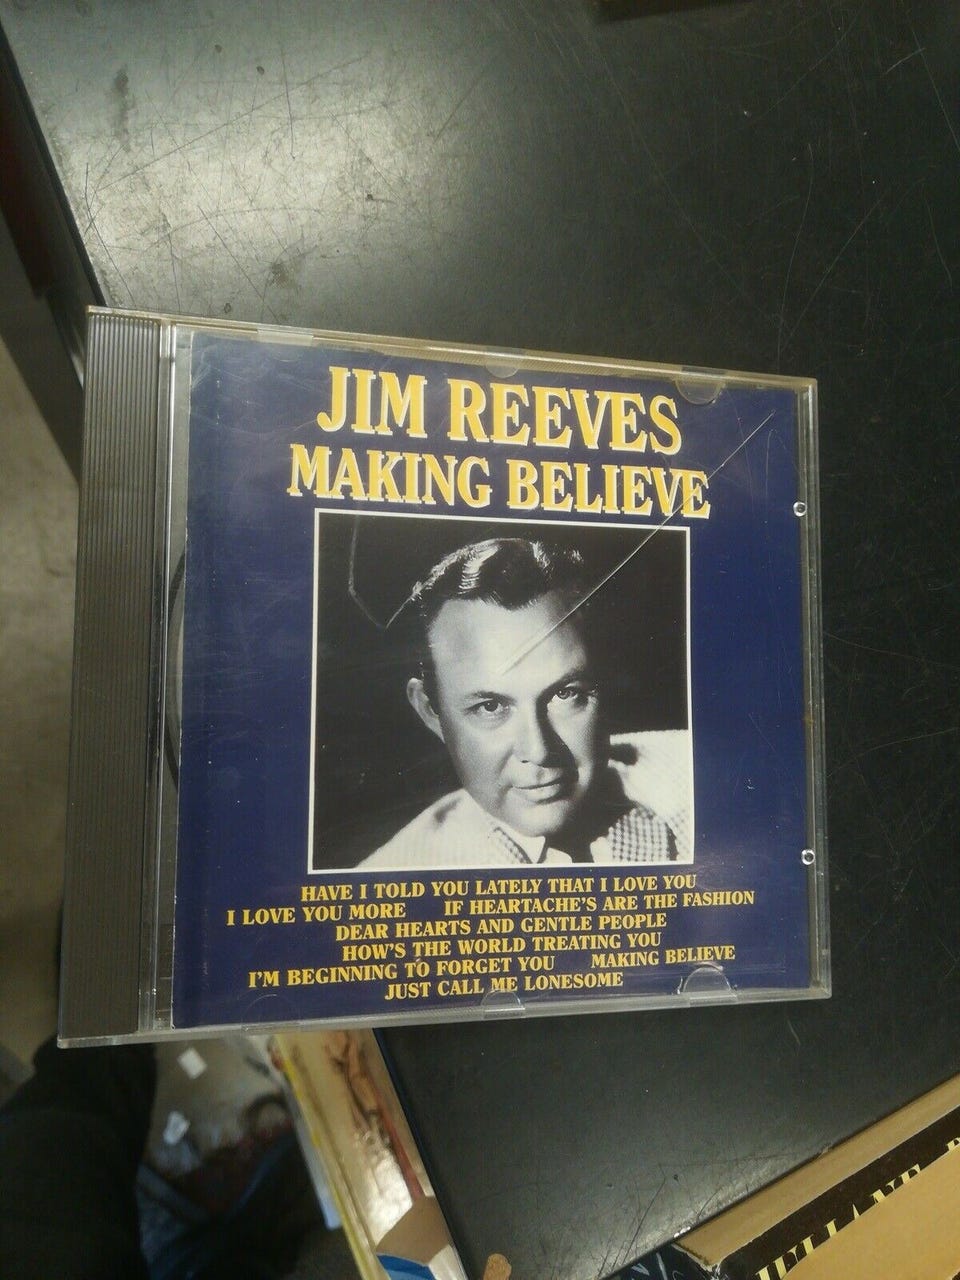 JIM REEVES
MAKING BELIEVE
HAVE I TOLD YOU LATELY THAT I LOVE YOU
I LOVE YOU MORE IF HEARTACHE'S ARE THE FASHION
DEAR HEARTS AND GENTLE PEOPLE
HOW'S THE WORLD TREATING YOU
I'M BEGINNING TO FORGET YOU MAKING BELIEVE
JUST CALL ME LONESOME